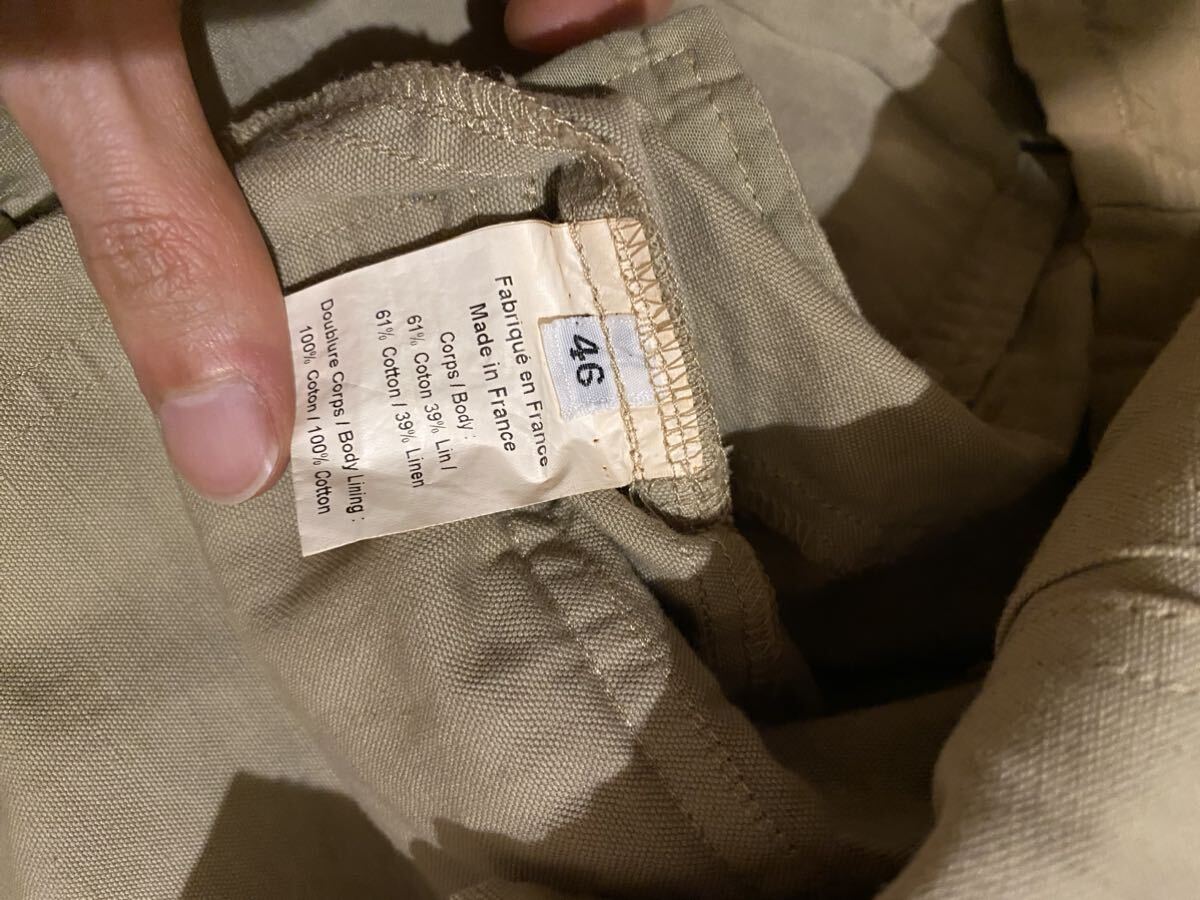 46
Fabriqué en France
Made in France
Corps / Body :
61% Coton 39% Lin /
61% Cotton / 39% Linen
Doublure Corps / Body Lining :
100% Coton / 100% Cotton